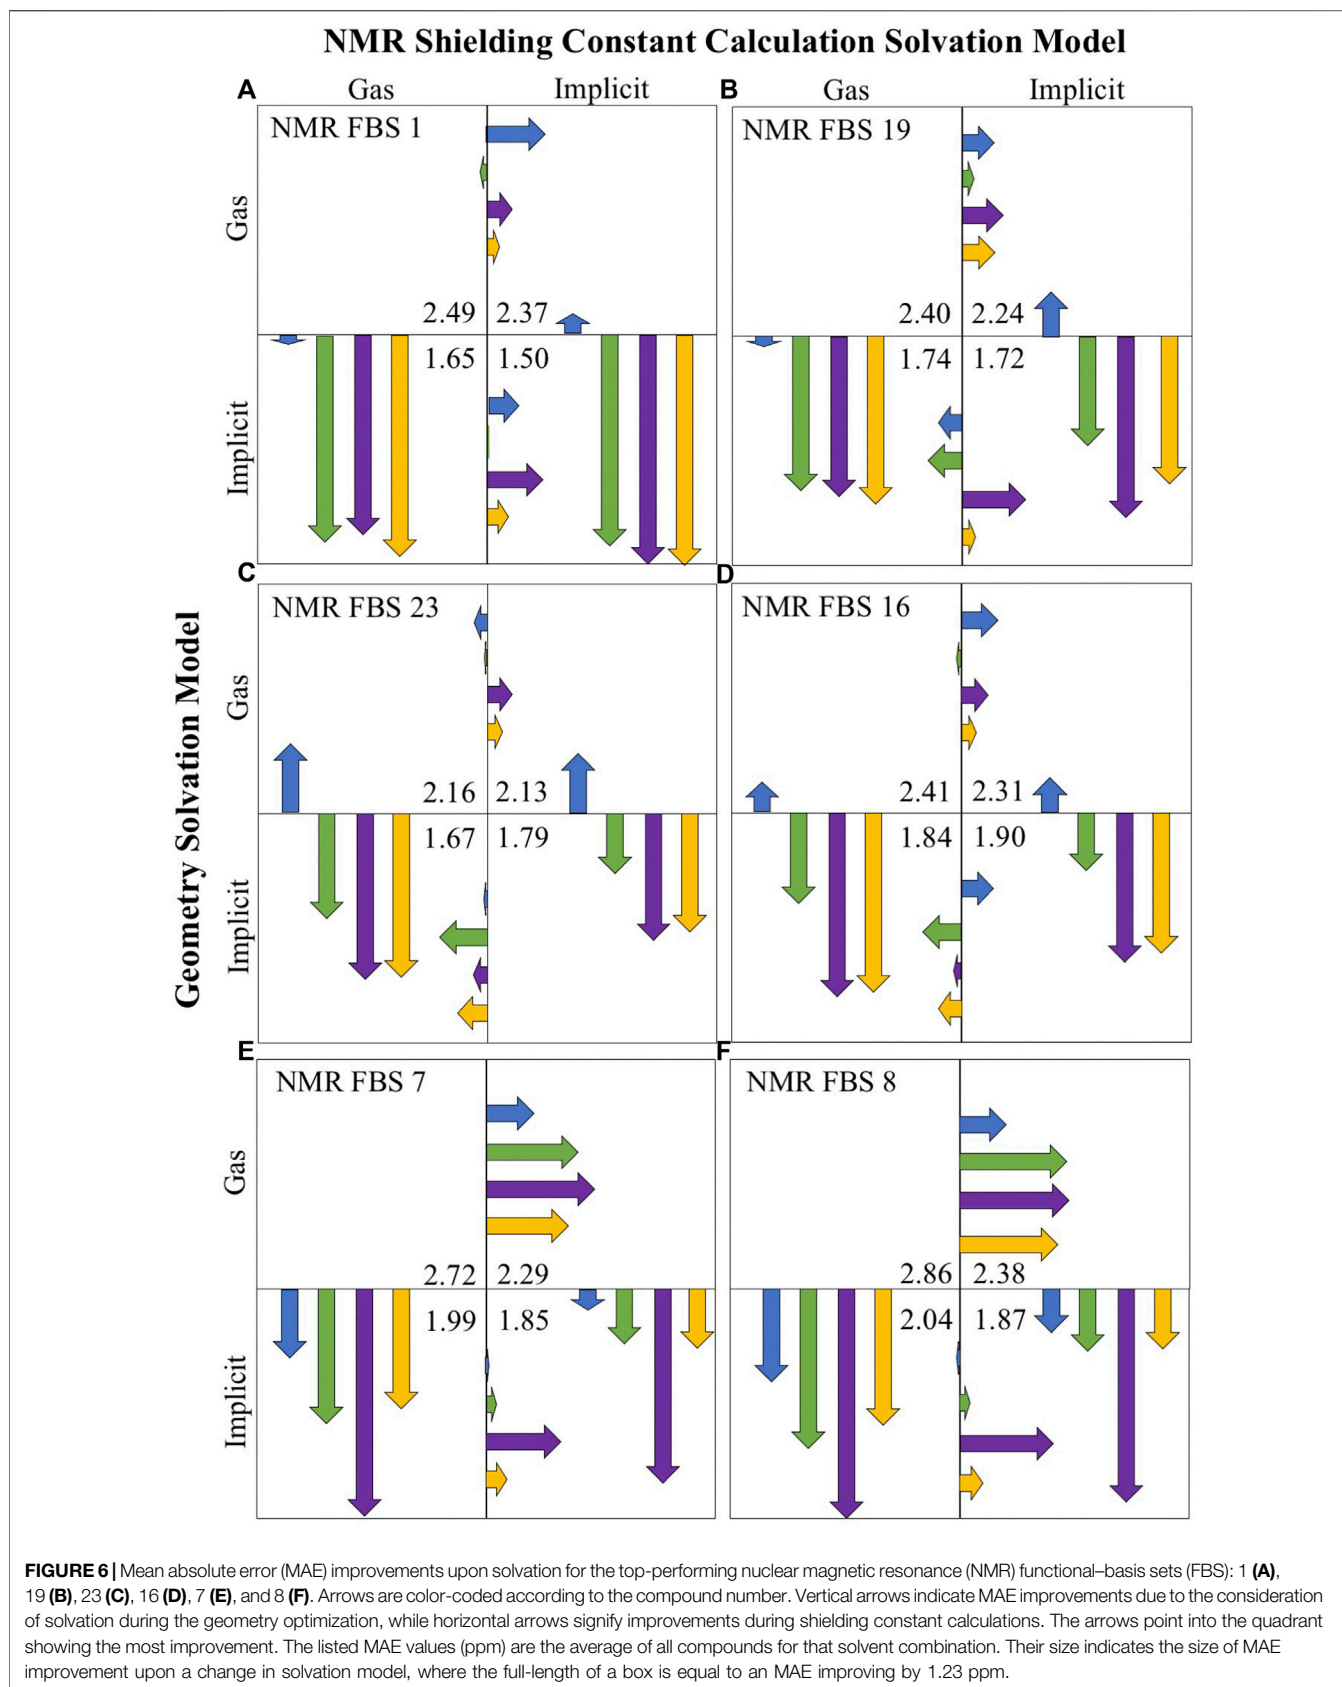 NMR Shielding Constant Calculation Solvation Model
A Gas Implicit B Gas Implicit
NMR FBS 1 NMR FBS 19
Gas
2.49 2.37 2.40 2.24
1.65 1.50 1.74 1.72
Implicit
C D
NMR FBS 23 NMR FBS 16
Geometry Solvation Model
Gas
2.16 2.13 2.41 2.31
1.67 1.79 1.84 1.90
Implicit
E F
NMR FBS 7 NMR FBS 8
Gas
2.72 2.29 2.86 2.38
1.99 1.85 2.04 1.87
Implicit
FIGURE 6 | Mean absolute error (MAE) improvements upon solvation for the top-performing nuclear magnetic resonance (NMR) functional–basis sets (FBS): 1 (A),
19 (B), 23 (C), 16 (D), 7 (E), and 8 (F). Arrows are color-coded according to the compound number. Vertical arrows indicate MAE improvements due to the consideration
of solvation during the geometry optimization, while horizontal arrows signify improvements during shielding constant calculations. The arrows point into the quadrant
showing the most improvement. The listed MAE values (ppm) are the average of all compounds for that solvent combination. Their size indicates the size of MAE
improvement upon a change in solvation model, where the full-length of a box is equal to an MAE improving by 1.23 ppm.